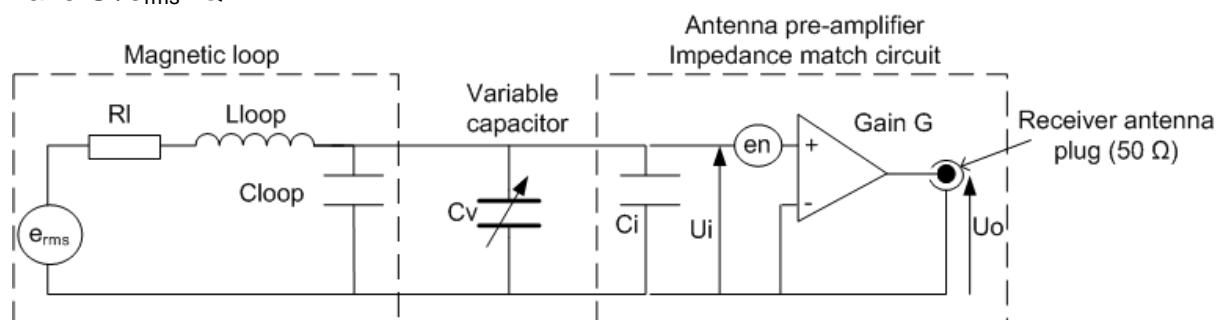 Antenna pre-amplifier
Impedance match circuit
Magnetic loop
Variable
capacitor
Rl
Lloop
Gain G
Receiver antenna
plug (50 Ω)
en
+
Cloop
Cv
Ci
Ui
-
Uo
e_rms